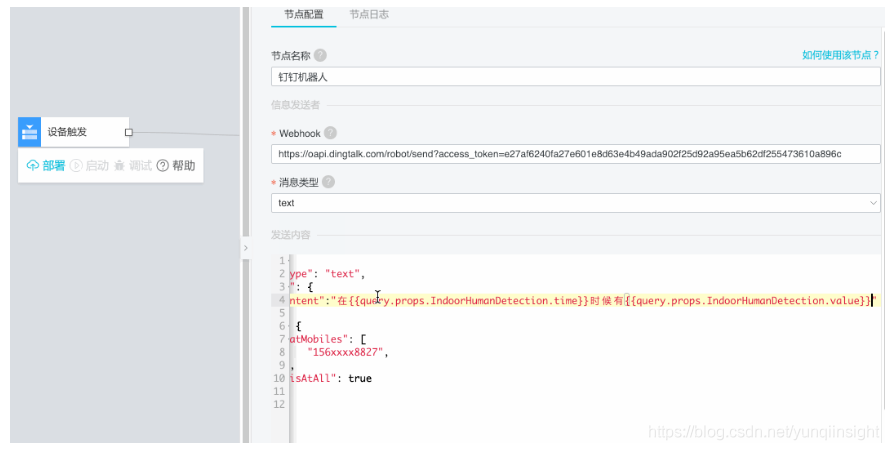 节点配置 节点日志
节点名称 ? 如何使用该节点？
钉钉机器人
信息发送者
* Webhook ?
https://oapi.dingtalk.com/robot/send?access_token=e27af6240fa27e601e8d63e4b49ada902f25d92a95ea5b62df255473610a896c
* 消息类型 ?
text
发送内容
设备触发
部署 启动 调试 ? 帮助
1
2 ype": "text",
3 ": {
4 ntent":"在{{query.props.IndoorHumanDetection.time}}时候有{{query.props.IndoorHumanDetection.value}}"
5
6 {
7 atMobiles": [
8 "156xxxx8827",
9 ,
10 isAtAll": true
11
12
https://blog.csdn.net/yunqiinsight